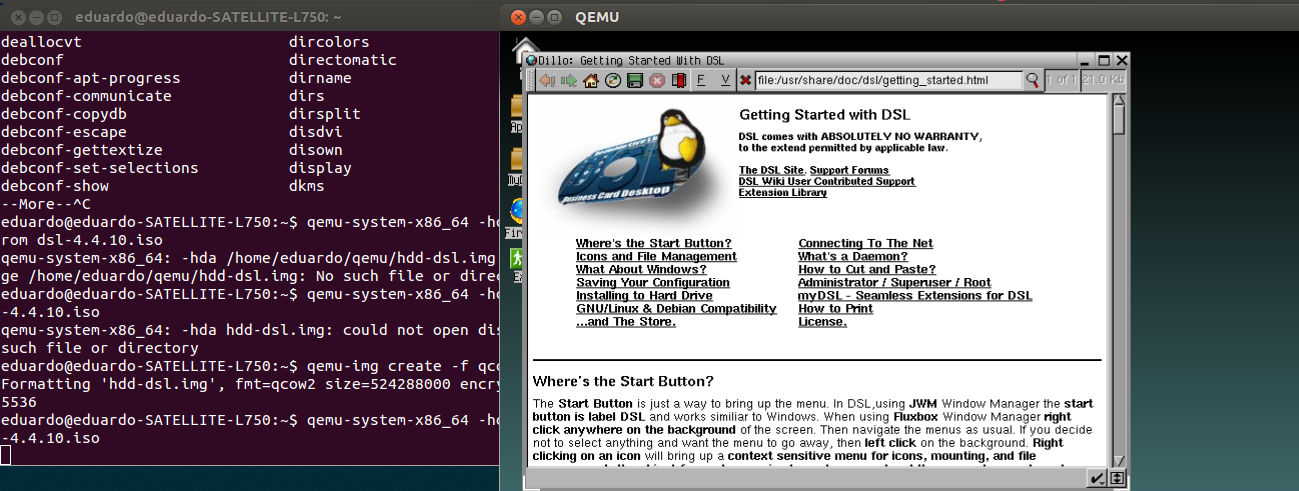 eduardo@eduardo-SATELLITE-L750: ~
deallocvt dircolors
debconf directomatic
debconf-apt-progress dirname
debconf-communicate dirs
debconf-copydb dirsplit
debconf-escape disdvi
debconf-gettextize disown
debconf-set-selections display
debconf-show dkms
--More--^C
eduardo@eduardo-SATELLITE-L750:~$ qemu-system-x86_64 -hd
rom dsl-4.4.10.iso
qemu-system-x86_64: -hda /home/eduardo/qemu/hdd-dsl.img
ge /home/eduardo/qemu/hdd-dsl.img: No such file or direc
eduardo@eduardo-SATELLITE-L750:~$ qemu-system-x86_64 -hd
-4.4.10.iso
qemu-system-x86_64: -hda hdd-dsl.img: could not open dis
such file or directory
eduardo@eduardo-SATELLITE-L750:~$ qemu-img create -f qco
Formatting 'hdd-dsl.img', fmt=qcow2 size=524288000 encry
5536
eduardo@eduardo-SATELLITE-L750:~$ qemu-system-x86_64 -hd
-4.4.10.iso
QEMU
Dillo: Getting Started With DSL
F V file:/usr/share/doc/dsl/getting_started.html 1 of 1 21.0 Kb
Getting Started with DSL
DSL comes with ABSOLUTELY NO WARRANTY,
to the extend permitted by applicable law.
The DSL Site, Support Forums
DSL Wiki User Contributed Support
Extension Library
Business Card Desktop
Where's the Start Button? Connecting To The Net
Icons and File Management What's a Daemon?
What About Windows? How to Cut and Paste?
Saving Your Configuration Administrator / Superuser / Root
Installing to Hard Drive myDSL - Seamless Extensions for DSL
GNU/Linux & Debian Compatibility How to Print
...and The Store. License.
Where's the Start Button?
The Start Button is just a way to bring up the menu. In DSL,using JWM Window Manager the start
button is label DSL and works similiar to Windows. When using Fluxbox Window Manager right
click anywhere on the background of the screen. Then navigate the menus as usual. If you decide
not to select anything and want the menu to go away, then left click on the background. Right
clicking on an icon will bring up a context sensitive menu for icons, mounting, and file